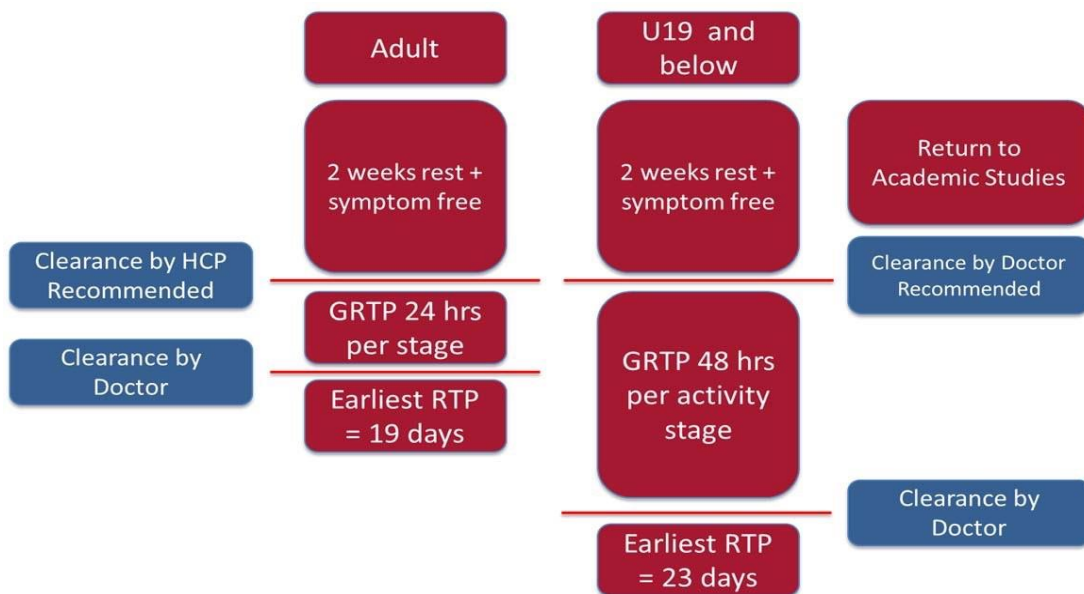 Adult
U19 and
below
2 weeks rest +
symptom free
2 weeks rest +
symptom free
Return to
Academic Studies
Clearance by HCP
Recommended
Clearance by Doctor
Recommended
GRTP 24 hrs
per stage
GRTP 48 hrs
per activity
stage
Clearance by
Doctor
Earliest RTP
= 19 days
Clearance by
Doctor
Earliest RTP
= 23 days